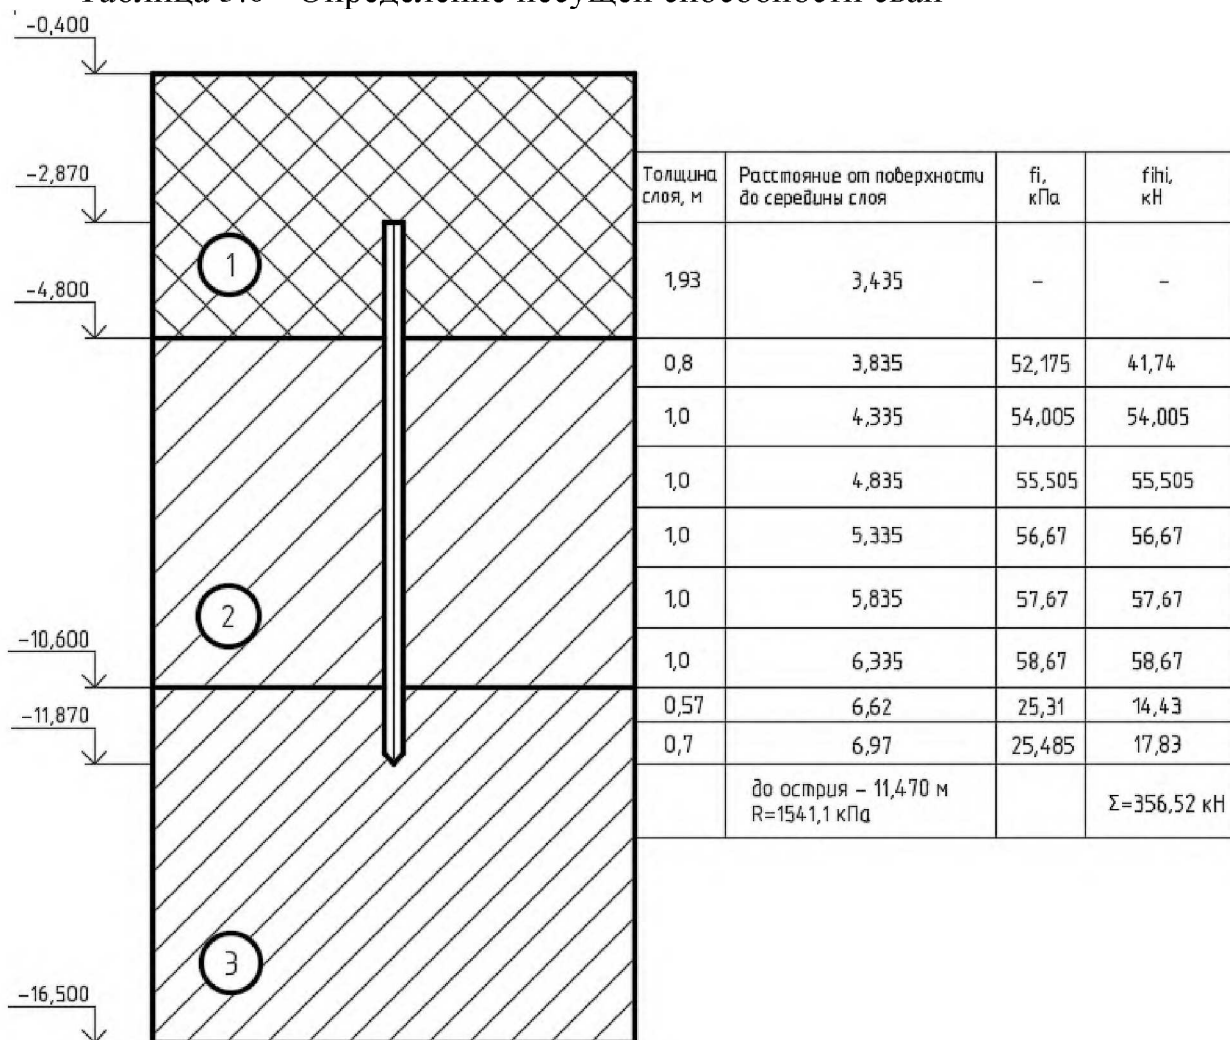 Таблица 3.6 – Определение несущей способности сваи
-0,400
-2,870
-4,800
-10,600
-11,870
-16,500
1
2
3
Толщина слоя, м Расстояние от поверхности до середины слоя fi, кПа fihi, кН
1,93 3,435 – –
0,8 3,835 52,175 41,74
1,0 4,335 54,005 54,005
1,0 4,835 55,505 55,505
1,0 5,335 56,67 56,67
1,0 5,835 57,67 57,67
1,0 6,335 58,67 58,67
0,57 6,62 25,31 14,43
0,7 6,97 25,485 17,83
до острия – 11,470 м
R=1541,1 кПа
Σ=356,52 кН